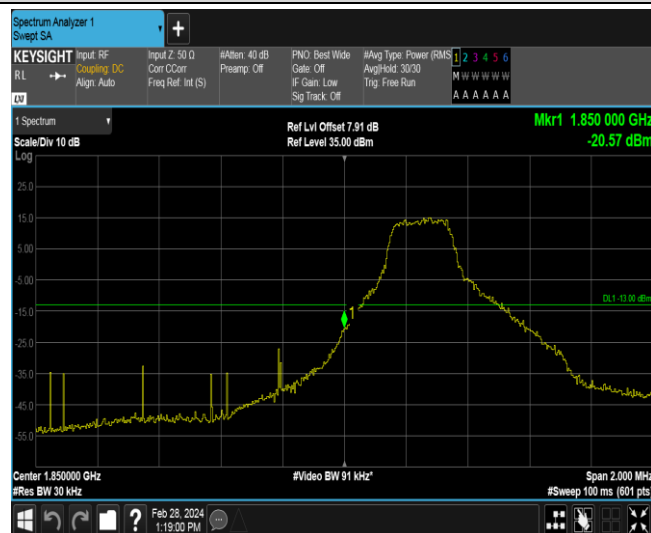 Spectrum Analyzer 1
Swept SA
+
KEYSIGHT
RL
LXI
Input: RF
Coupling: DC
Align: Auto
Input Z: 50 Ω
Corr CCorr
Freq Ref: Int (S)
#Atten: 40 dB
Preamp: Off
PNO: Best Wide
Gate: Off
IF Gain: Low
Sig Track: Off
#Avg Type: Power (RMS
Avg|Hold: 30/30
Trig: Free Run
1 2 3 4 5 6
M W W W W W
A A A A A A
1 Spectrum
Scale/Div 10 dB
Log
Ref Lvl Offset 7.91 dB
Ref Level 35.00 dBm
Mkr1 1.850 000 GHz
-20.57 dBm
25.0
15.0
5.00
-5.00
-15.0
-25.0
-35.0
-45.0
-55.0
DL1 -13.00 dBm
1
Center 1.85000 GHz
#Res BW 30 kHz
#Video BW 91 kHz*
Span 2.000 MHz
#Sweep 100 ms (601 pts)
?
Feb 28, 2024
1:19:00 PM